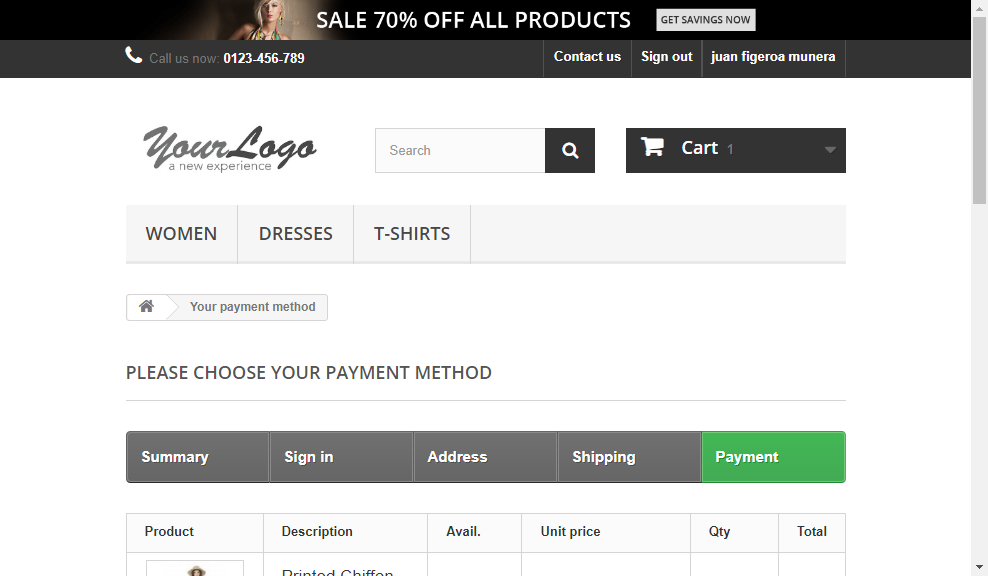 SALE 70% OFF ALL PRODUCTS GET SAVINGS NOW
Call us now: 0123-456-789 Contact us Sign out juan figeroa munera
YourLogo
a new experience
Search
Cart 1
WOMEN DRESSES T-SHIRTS
Your payment method
PLEASE CHOOSE YOUR PAYMENT METHOD
Summary Sign in Address Shipping Payment
Product Description Avail. Unit price Qty Total
Printed Chiffon